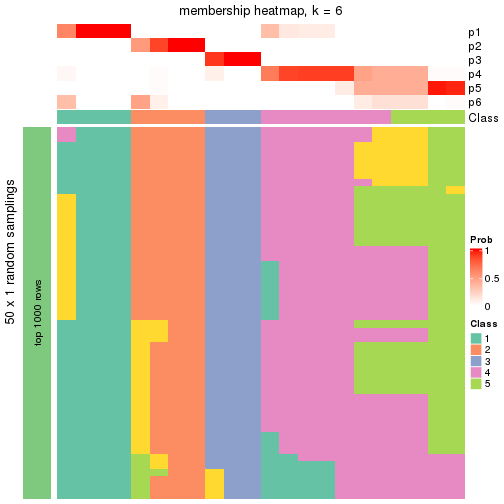 membership heatmap, k = 6
p1
p2
p3
p4
p5
p6
Class
50 x 1 random samplings
top 1000 rows
Prob
1
0.5
0
Class
1
2
3
4
5